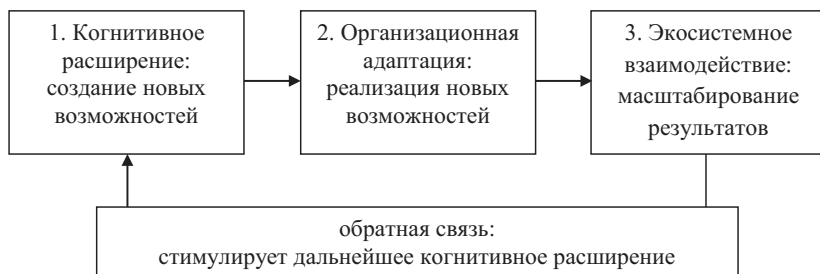 1. Когнитивное
расширение:
создание новых
возможностей
2. Организационная
адаптация:
реализация новых
возможностей
3. Экосистемное
взаимодействие:
масштабирование
результатов
обратная связь:
стимулирует дальнейшее когнитивное расширение